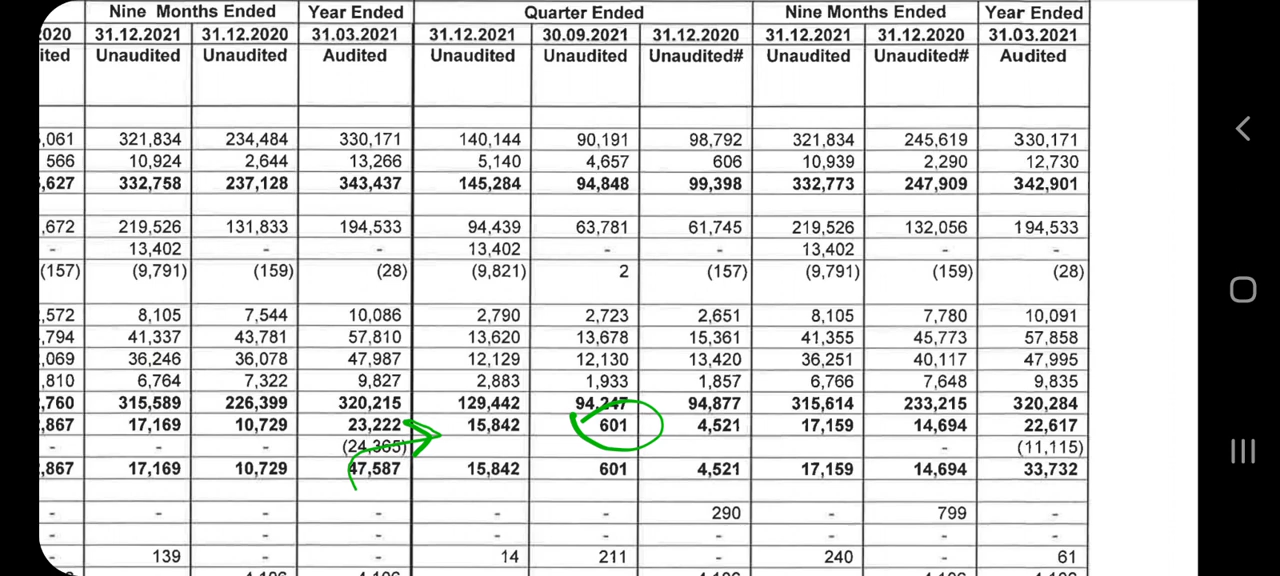 Nine Months Ended Year Ended Quarter Ended Nine Months Ended Year Ended
020 31.12.2021 31.12.2020 31.03.2021 31.12.2021 30.09.2021 31.12.2020 31.12.2021 31.12.2020 31.03.2021
ited Unaudited Unaudited Audited Unaudited Unaudited Unaudited# Unaudited Unaudited# Audited
,061 321,834 234,484 330,171 140,144 90,191 98,792 321,834 245,619 330,171
566 10,924 2,644 13,266 5,140 4,657 606 10,939 2,290 12,730
,627 332,758 237,128 343,437 145,284 94,848 99,398 332,773 247,909 342,901
,672 219,526 131,833 194,533 94,439 63,781 61,745 219,526 132,056 194,533
- 13,402 - - 13,402 - - 13,402 - -
(157) (9,791) (159) (28) (9,821) 2 (157) (9,791) (159) (28)
,572 8,105 7,544 10,086 2,790 2,723 2,651 8,105 7,780 10,091
,794 41,337 43,781 57,810 13,620 13,678 15,361 41,355 45,773 57,858
,069 36,246 36,078 47,987 12,129 12,130 13,420 36,251 40,117 47,995
,810 6,764 7,322 9,827 2,883 1,933 1,857 6,766 7,648 9,835
,760 315,589 226,399 320,215 129,442 94,247 94,877 315,614 233,215 320,284
,867 17,169 10,729 23,222 15,842 601 4,521 17,159 14,694 22,617
- - - (24,365) - - - - - (11,115)
,867 17,169 10,729 47,587 15,842 601 4,521 17,159 14,694 33,732
- - - - - - 290 - 799 -
- - - - - - - - - -
- 139 - - 14 211 - 240 - 61